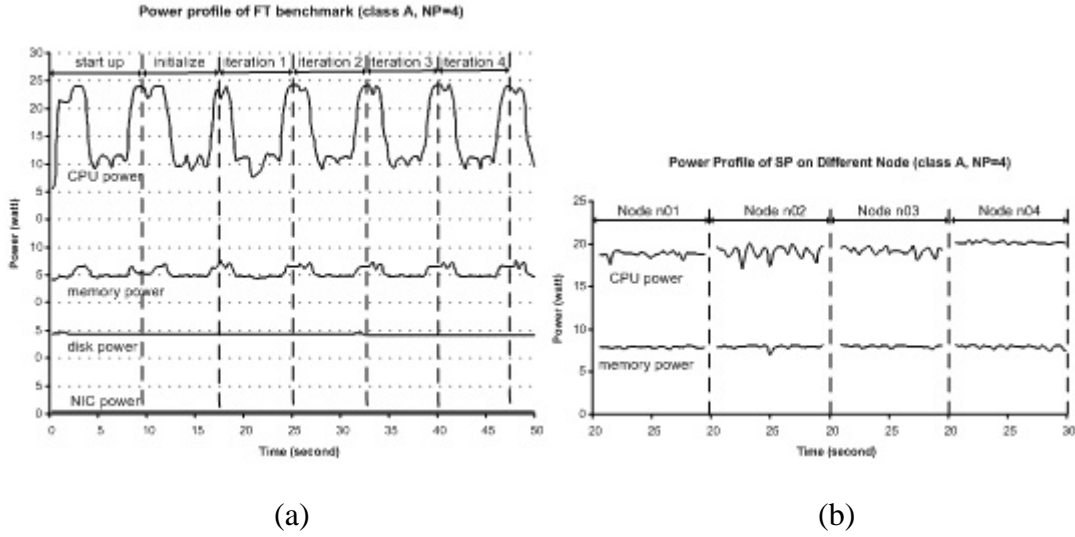 Power profile of FT benchmark (class A, NP=4)
30
start up initialize iteration 1 iteration 2 iteration 3 iteration 4
25
20
15
10
CPU power
5
0
10
5
memory power
0
5
disk power
0
5
NIC power
0
Power (watt)
0 5 10 15 20 25 30 35 40 45 50
Time (second)
(a)
Power Profile of SP on Different Node (class A, NP=4)
25
Node n01 Node n02 Node n03 Node n04
20
CPU power
15
10
memory power
5
0
Power (watt)
20 25 20 25 20 25 20 25 30
Time (second)
(b)